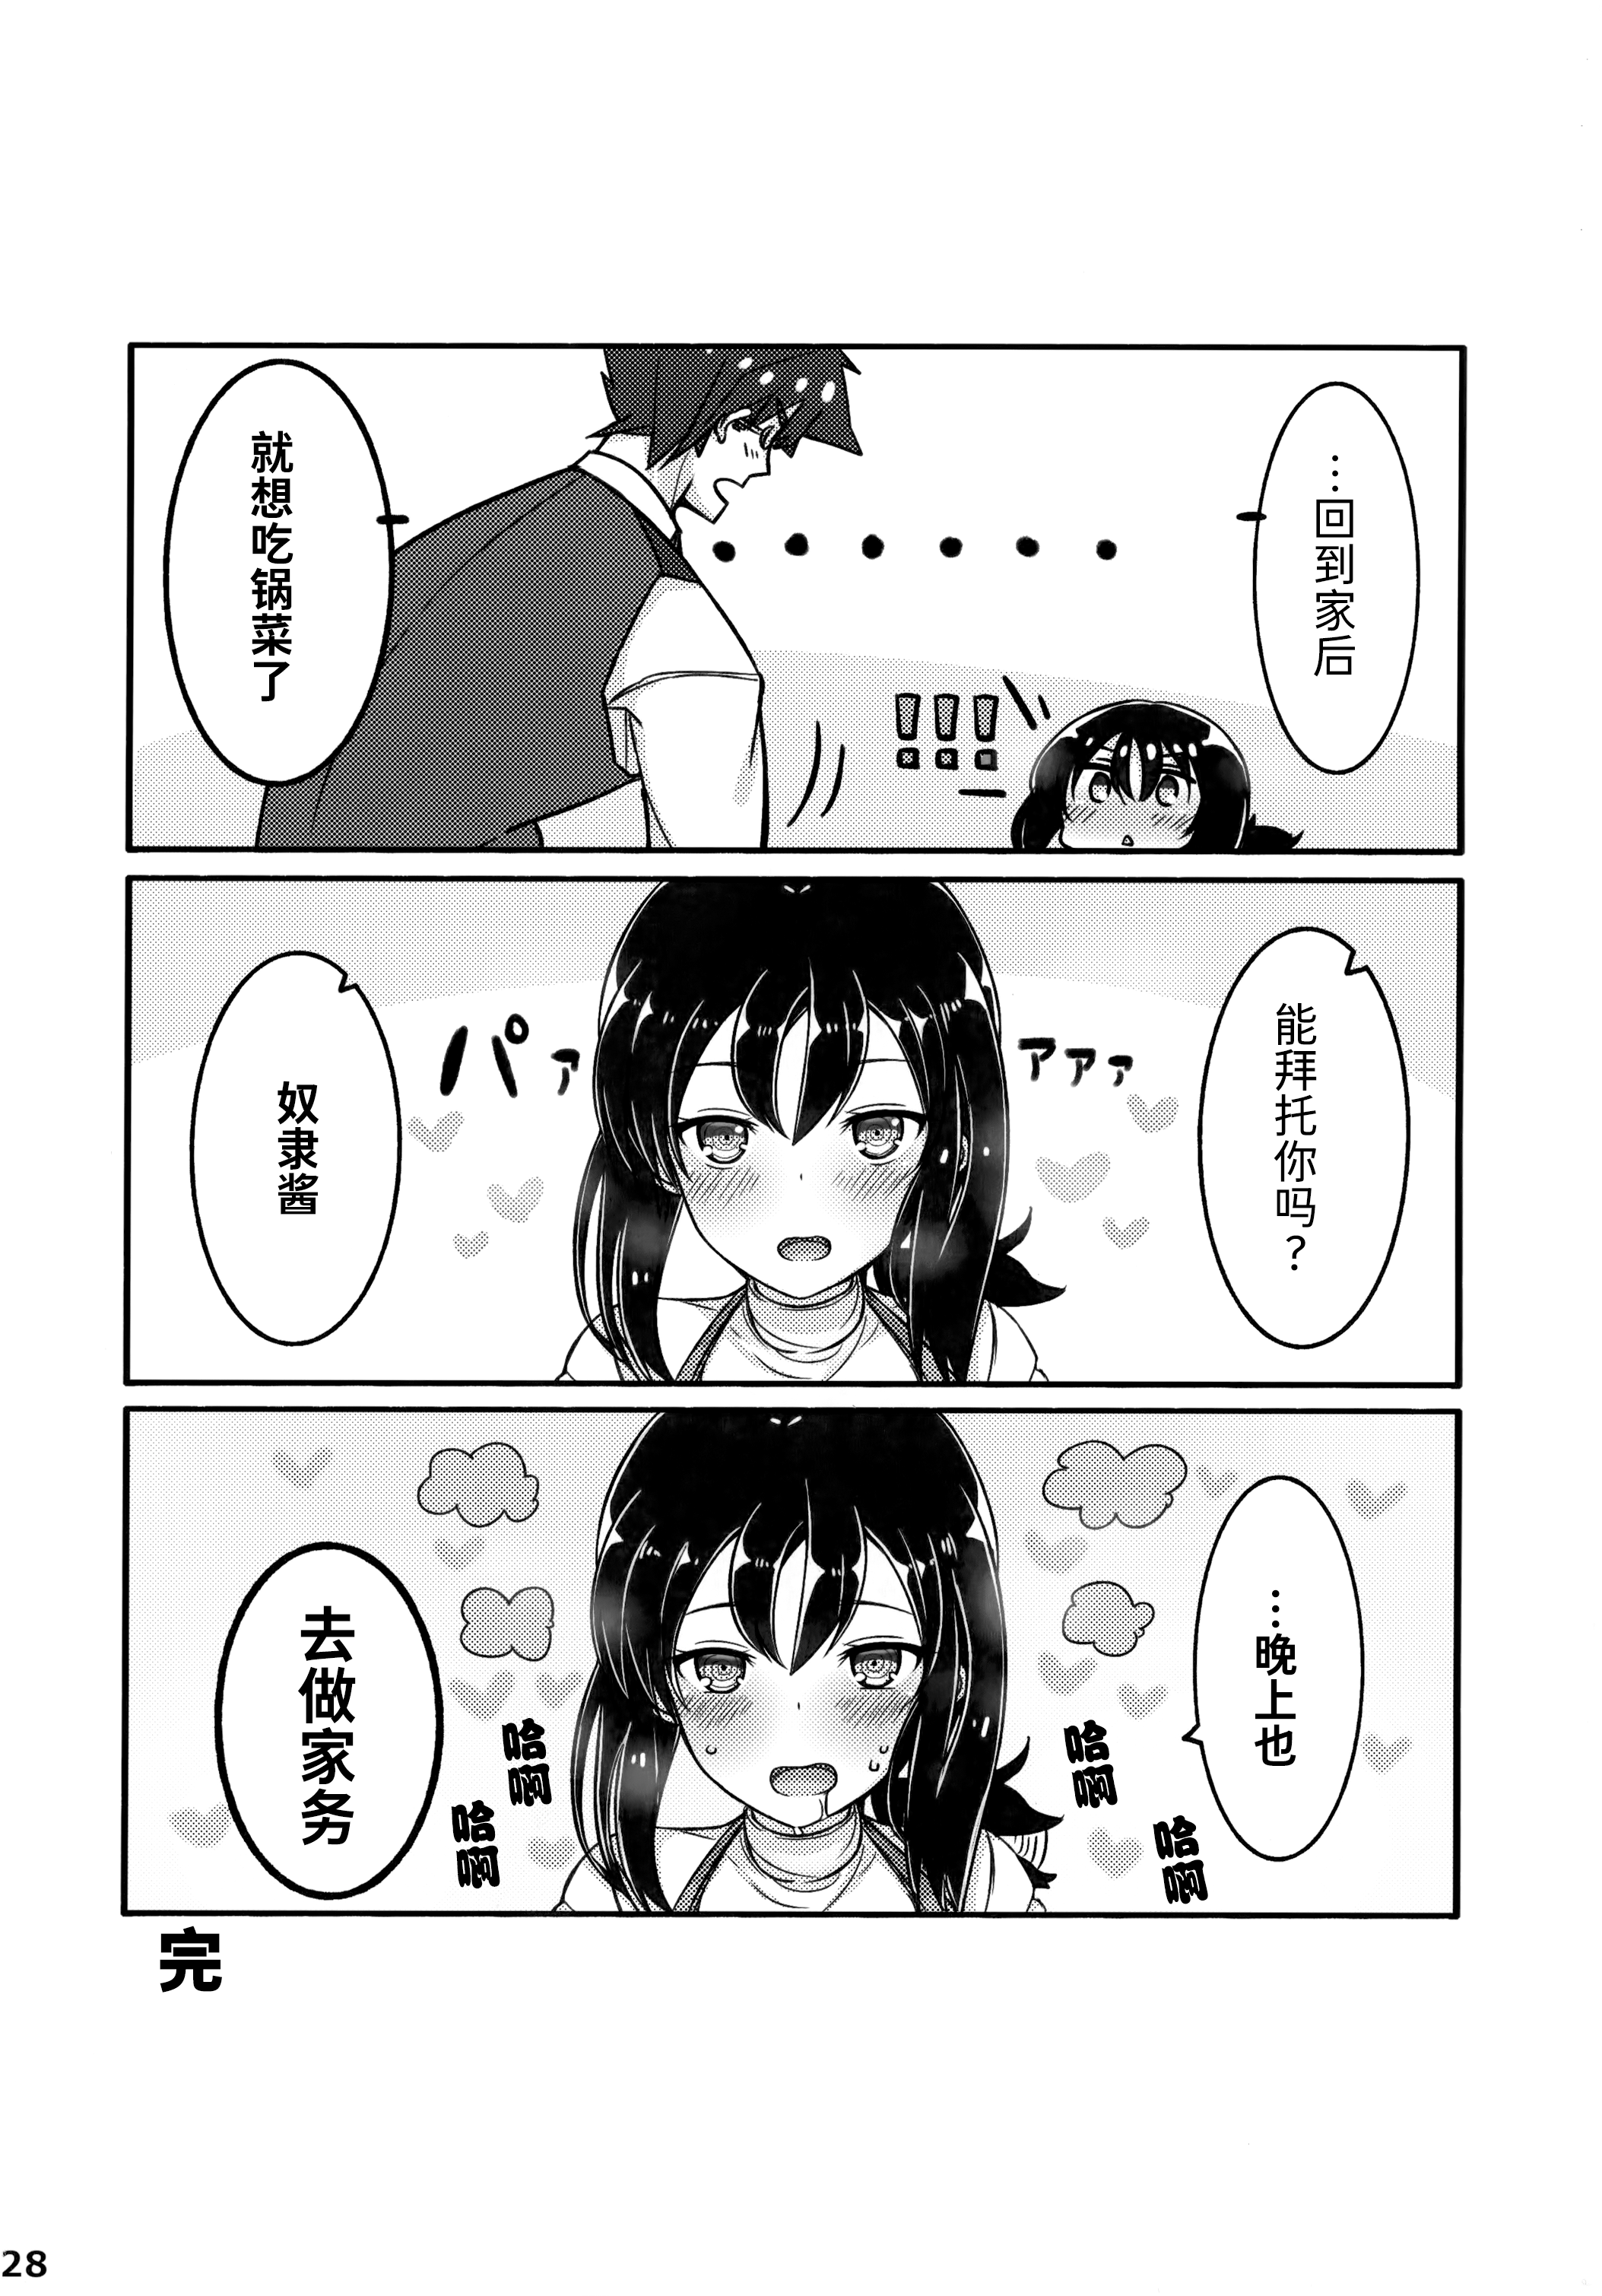 …回到家后
!!!
就想吃锅菜了
能拜托你吗？
パァ
アァァ
奴隶酱
…晚上也
哈啊
哈啊
去做家务
哈啊
哈啊
完
28